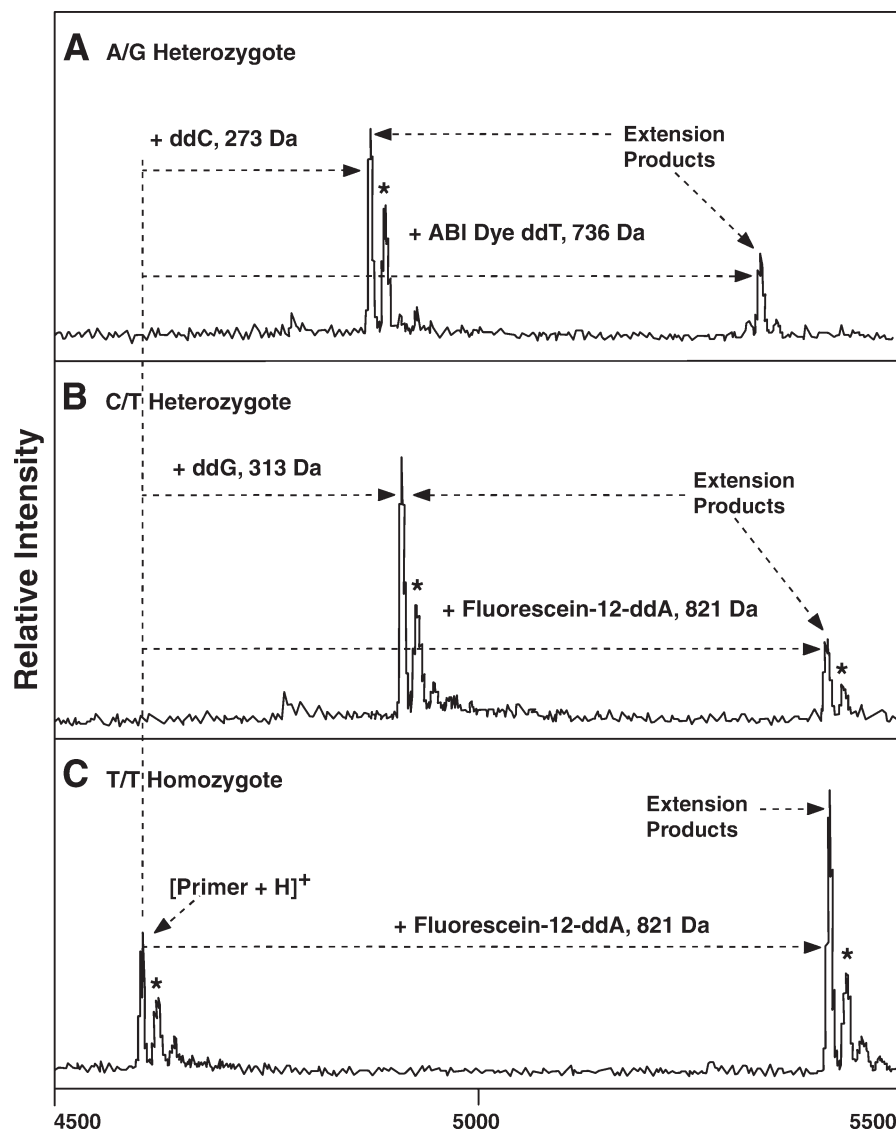 A A/G Heterozygote
+ ddC, 273 Da
Extension
Products
*
+ ABI Dye ddT, 736 Da
B C/T Heterozygote
+ ddG, 313 Da
Extension
Products
*
+ Fluorescein-12-ddA, 821 Da
*
C T/T Homozygote
Extension
Products
[Primer + H]+
+ Fluorescein-12-ddA, 821 Da
*
*
Relative Intensity
4500 5000 5500